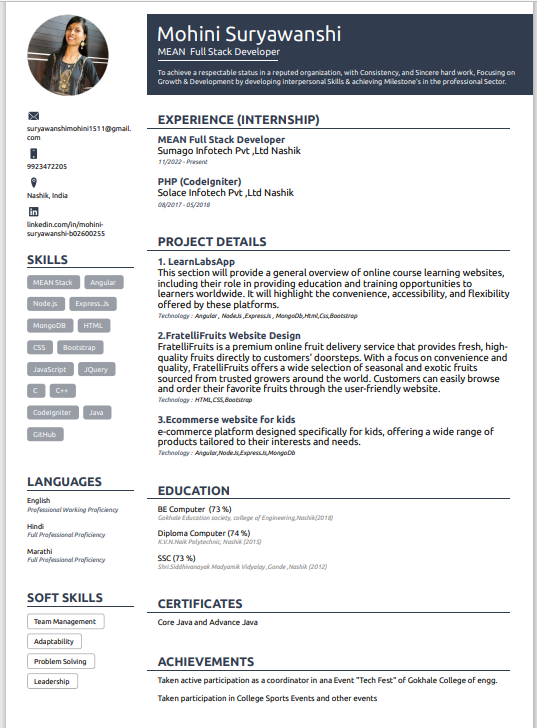 Mohini Suryawanshi
MEAN  Full Stack Developer
To achieve a respectable status in a reputed organization, with Consistency, and Sincere hard work, Focusing on
Growth & Development by developing interpersonal Skills & achieving Milestone's in the professional Sector.
suryawanshimohini1511@gmail.
com
9923472205
Nashik, India
linkedin.com/in/mohini-
suryawanshi-b02600255
SKILLS
MEAN Stack
Angular
Node.js
Express.Js
MongoDB
HTML
CSS
Bootstrap
JavaScript
JQuery
C
C++
CodeIgniter
Java
GitHub
LANGUAGES
English
Professional Working Proficiency
Hindi
Full Professional Proficiency
Marathi
Full Professional Proficiency
SOFT SKILLS
Team Management
Adaptability
Problem Solving
Leadership
EXPERIENCE (INTERNSHIP)
MEAN Full Stack Developer
Sumago Infotech Pvt ,Ltd Nashik
11/2022 - Present
PHP (CodeIgniter)
Solace Infotech Pvt ,Ltd Nashik
08/2017 - 05/2018
PROJECT DETAILS
1. LearnLabsApp
This section will provide a general overview of online course learning websites,
including their role in providing education and training opportunities to
learners worldwide. It will highlight the convenience, accessibility, and flexibility
offered by these platforms.
Technology : Angular, NodeJs ,ExpressJs , MongoDb,Html,Css,Bootstrap
2.FratelliFruits Website Design
FratelliFruits is a premium online fruit delivery service that provides fresh, high-
quality fruits directly to customers' doorsteps. With a focus on convenience and
quality, FratelliFruits offers a wide selection of seasonal and exotic fruits
sourced from trusted growers around the world. Customers can easily browse
and order their favorite fruits through the user-friendly website.
Technology : HTML,CSS,Bootstrap
3.Ecommerse website for kids
e-commerce platform designed specifically for kids, offering a wide range of
products tailored to their interests and needs.
Technology : Angular,NodeJs,ExpressJs,MongoDb
EDUCATION
BE Computer  (73 %)
Gokhale Education society, college of Engineering,Nashik(2018)
Diploma Computer (74 %)
K.V.N.Naik Polytechnic, Nashik (2015)
SSC (73 %)
Shri.Siddhivanayak Madyamik Vidyalay ,Gonde ,Nashik (2012)
CERTIFICATES
Core Java and Advance Java
ACHIEVEMENTS
Taken active participation as a coordinator in ana Event "Tech Fest" of Gokhale College of engg.
Taken participation in College Sports Events and other events